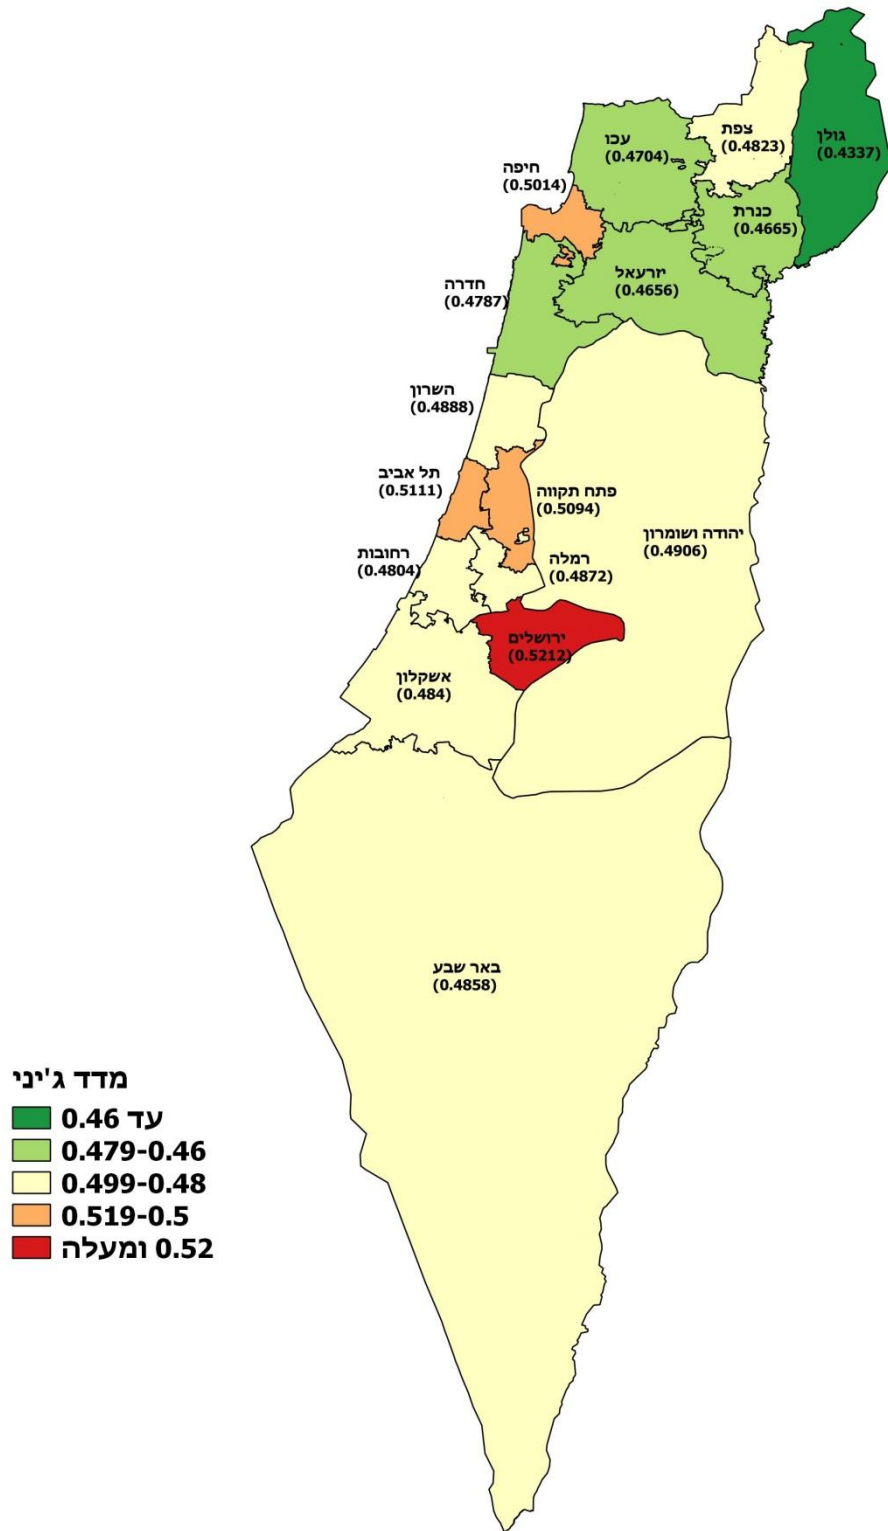 גולן
(0.4337)
צפת
(0.4823)
עכו
(0.4704)
חיפה
(0.5014)
כנרת
(0.4665)
יזרעאל
(0.4656)
חדרה
(0.4787)
השרון
(0.4888)
תל אביב
(0.5111)
פתח תקווה
(0.5094)
יהודה ושומרון
(0.4906)
רחובות
(0.4804)
רמלה
(0.4872)
ירושלים
(0.5212)
אשקלון
(0.484)
באר שבע
(0.4858)
מדד ג'יני
עד 0.46
0.479-0.46
0.499-0.48
0.519-0.5
0.52 ומעלה